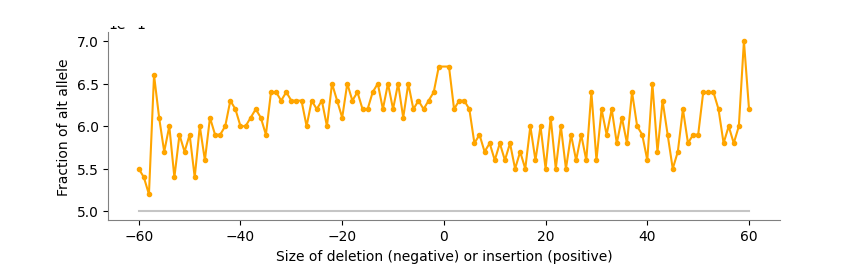 7.0
6.5
6.0
5.5
5.0
Fraction of alt allele
−60 −40 −20 0 20 40 60
Size of deletion (negative) or insertion (positive)